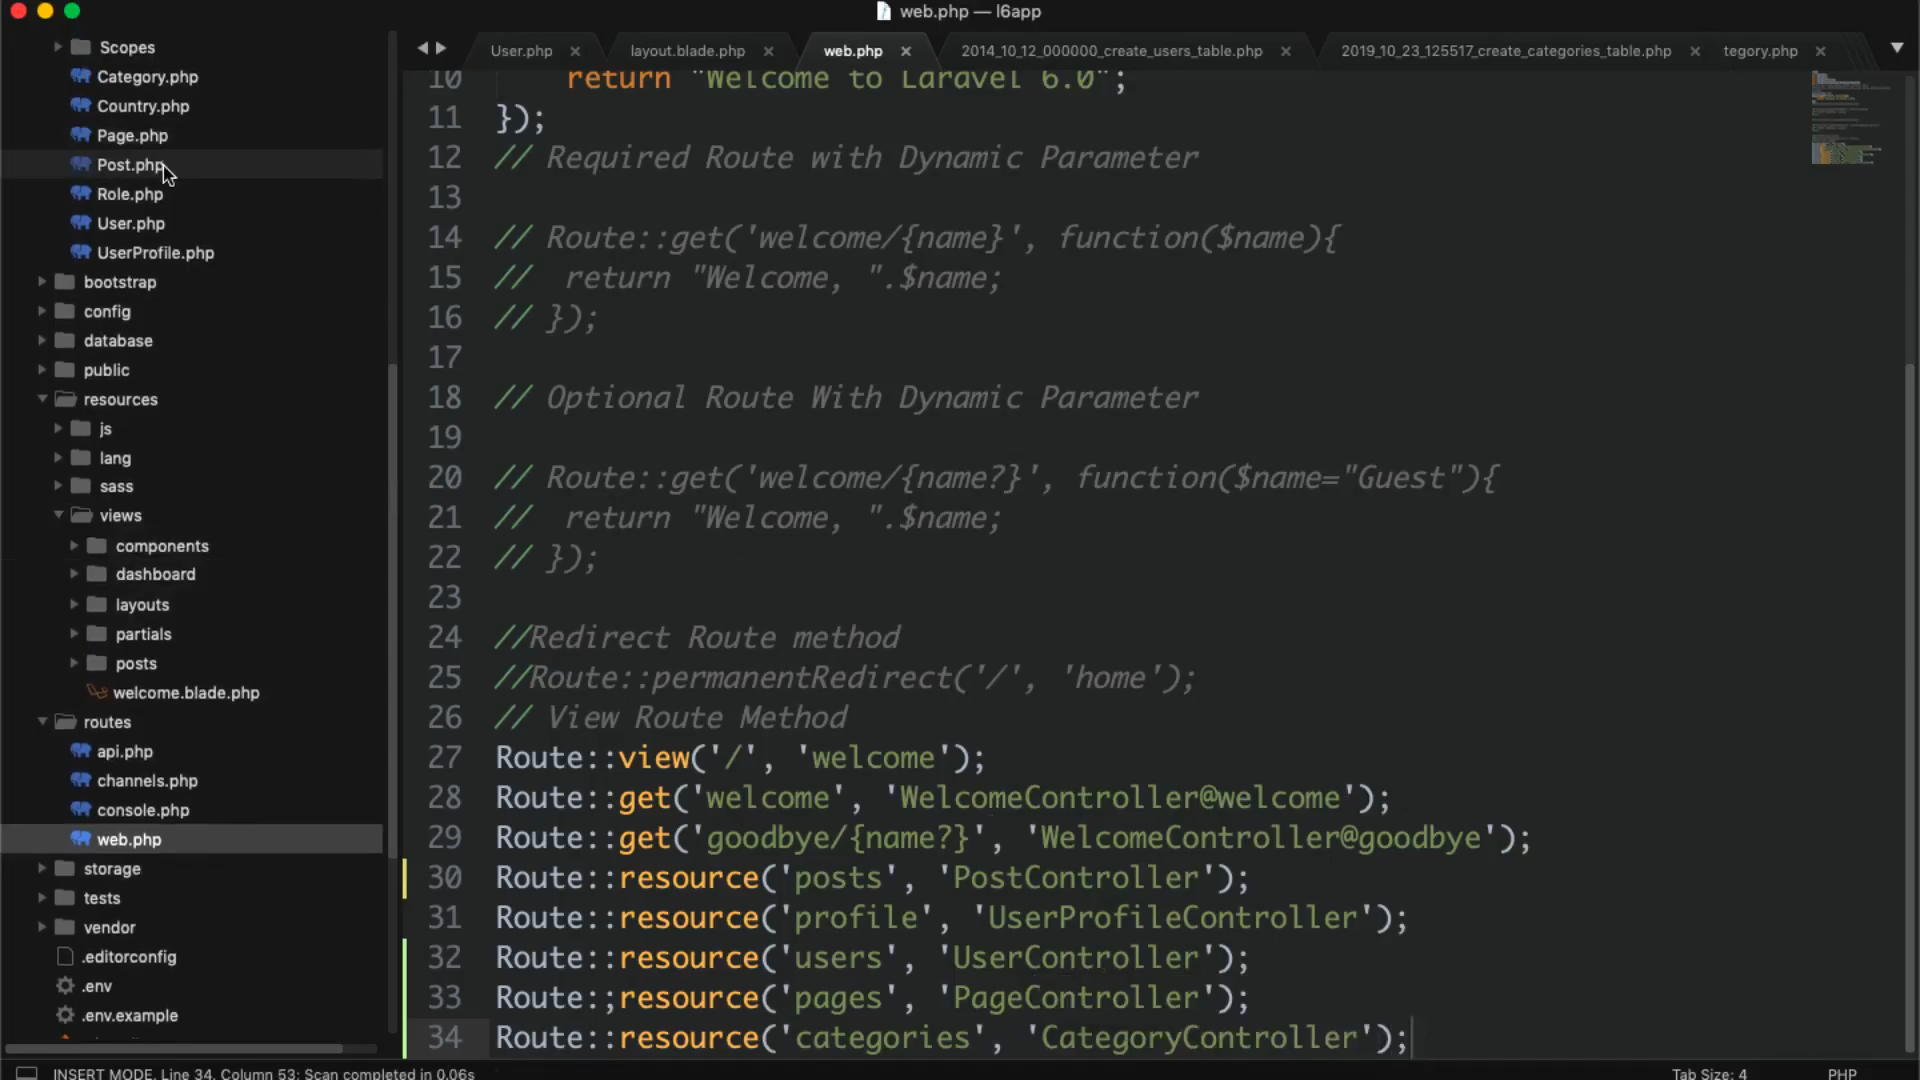 web.php — l6app
Scopes
Category.php
Country.php
Page.php
Post.php
Role.php
User.php
UserProfile.php
bootstrap
config
database
public
resources
js
lang
sass
views
components
dashboard
layouts
partials
posts
welcome.blade.php
routes
api.php
channels.php
console.php
web.php
storage
tests
vendor
.editorconfig
.env
.env.example
User.php × layout.blade.php × web.php × 2014_10_12_000000_create_users_table.php × 2019_10_23_125517_create_categories_table.php × tegory.php ×
10 return "Welcome to Laravel 6.0";
11 });
12 // Required Route with Dynamic Parameter
13
14 // Route::get('welcome/{name}', function($name){
15 //  return "Welcome, ".$name;
16 // });
17
18 // Optional Route With Dynamic Parameter
19
20 // Route::get('welcome/{name?}', function($name="Guest"){
21 //  return "Welcome, ".$name;
22 // });
23
24 //Redirect Route method
25 //Route::permanentRedirect('/', 'home');
26 // View Route Method
27 Route::view('/', 'welcome');
28 Route::get('welcome', 'WelcomeController@welcome');
29 Route::get('goodbye/{name?}', 'WelcomeController@goodbye');
30 Route::resource('posts', 'PostController');
31 Route::resource('profile', 'UserProfileController');
32 Route::resource('users', 'UserController');
33 Route:;resource('pages', 'PageController');
34 Route::resource('categories', 'CategoryController');
INSERT MODE, Line 34, Column 53; Scan completed in 0.06s
Tab Size: 4
PHP